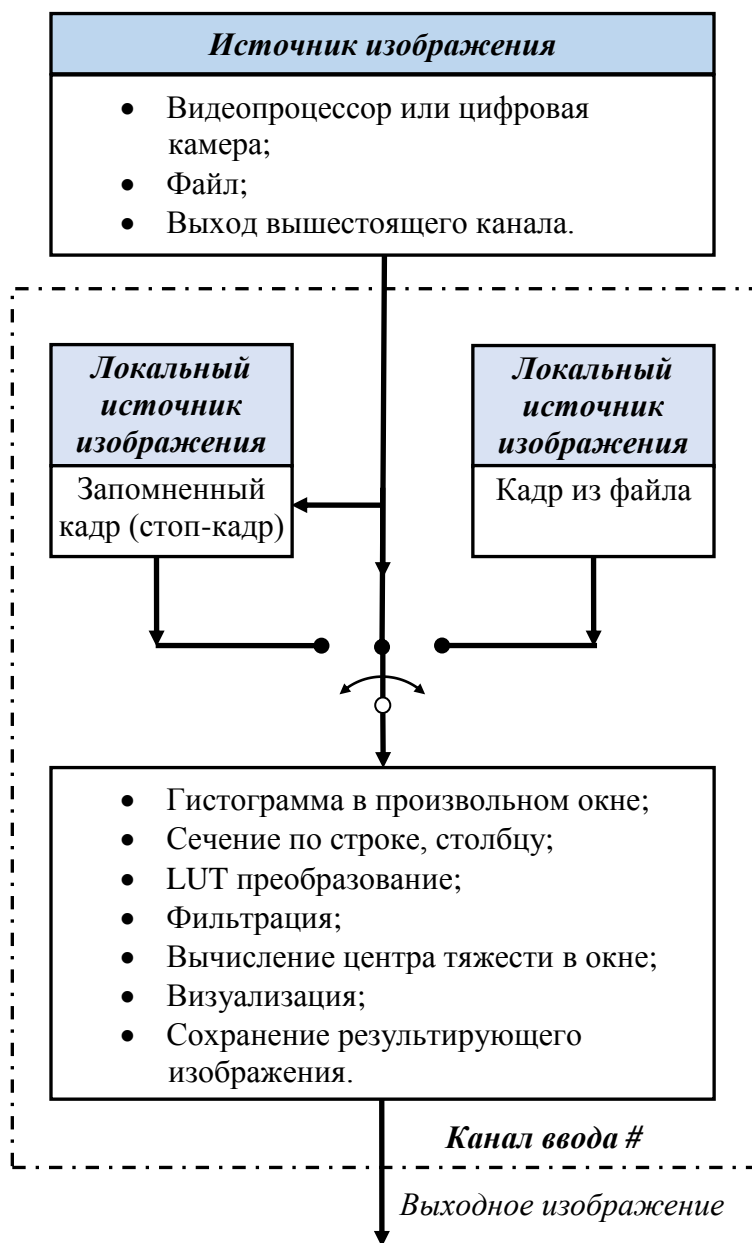 Источник изображения
• Видеопроцессор или цифровая
камера;
• Файл;
• Выход вышестоящего канала.
Локальный
источник
изображения
Запомненный
кадр (стоп-кадр)
Локальный
источник
изображения
Кадр из файла
• Гистограмма в произвольном окне;
• Сечение по строке, столбцу;
• LUT преобразование;
• Фильтрация;
• Вычисление центра тяжести в окне;
• Визуализация;
• Сохранение результирующего
изображения.
Канал ввода #
Выходное изображение